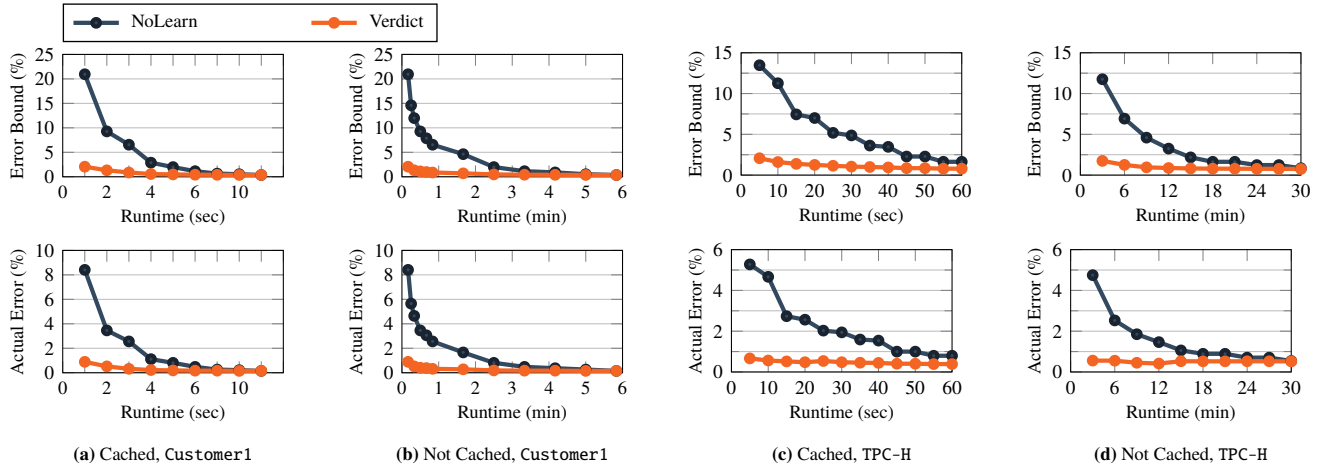 NoLearn Verdict
25
20
15
10
5
0
Error Bound (%)
0 2 4 6 10
Runtime (sec)
25
20
15
10
5
0
Error Bound (%)
0 1 2 3 4 5 6
Runtime (min)
15
10
5
0
Error Bound (%)
0 10 20 30 40 50 60
Runtime (sec)
15
10
5
0
Error Bound (%)
0 6 12 18 24 30
Runtime (min)
10
8
6
4
2
0
Actual Error (%)
0 2 4 6 10
Runtime (sec)
10
8
6
4
2
0
Actual Error (%)
0 1 2 3 4 5 6
Runtime (min)
6
4
2
0
Actual Error (%)
0 10 20 30 40 50 60
Runtime (sec)
6
4
2
0
Actual Error (%)
0 6 12 18 24 30
Runtime (min)
(a) Cached, Customer1
(b) Not Cached, Customer1
(c) Cached, TPC-H
(d) Not Cached, TPC-H